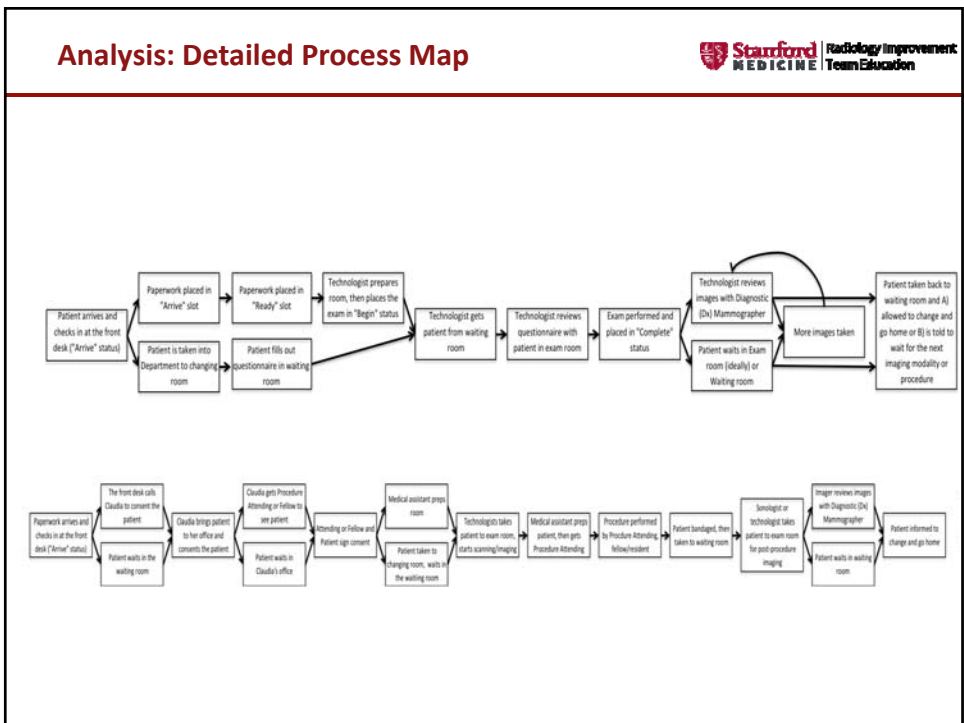 Analysis: Detailed Process Map
Stanford
MEDICINE
Radiology Improvement
Team Education
Patient arrives and
checks in at the front
desk ("Arrive" status)
Paperwork placed in
"Arrive" slot
Paperwork placed in
"Ready" slot
Technologist prepares
room, then places the
exam in "Begin" status
Patient is taken into
Department to changing
room
Patient fills out
questionnaire in waiting
room
Technologist gets
patient from waiting
room
Technologist reviews
questionnaire with
patient in exam room
Exam performed and
placed in "Complete"
status
Technologist reviews
images with Diagnostic
(Dx) Mammographer
Patient waits in Exam
room (ideally) or
Waiting room
More images taken
Patient taken back to
waiting room and A)
allowed to change and
go home or B) is told to
wait for the next
imaging modality or
procedure
Paperwork arrives and
checks in at the front
desk ("Arrive" status)
The front desk calls
Claudia to consent the
patient
Patient waits in the
waiting room
Claudia brings patient
to her office and
consents the patient
Claudia gets Procedure
Attending or Fellow to
see patient
Patient waits in
Claudia's office
Attending or Fellow and
Patient sign consent
Medical assistant preps
room
Patient taken to
changing room, waits in
the waiting room
Technologists takes
patient to exam room,
starts scanning/imaging
Medical assistant preps
patient, then gets
Procedure Attending
Procedure performed
by Procdure Attending,
fellow/resident
Patient bandaged, then
taken to waiting room
Sonologist or
technologist takes
patient to exam room
for post-procedure
imaging
Imager reviews images
with Diagnostic (Dx)
Mammographer
Patient waits in waiting
room
Patient informed to
change and go home